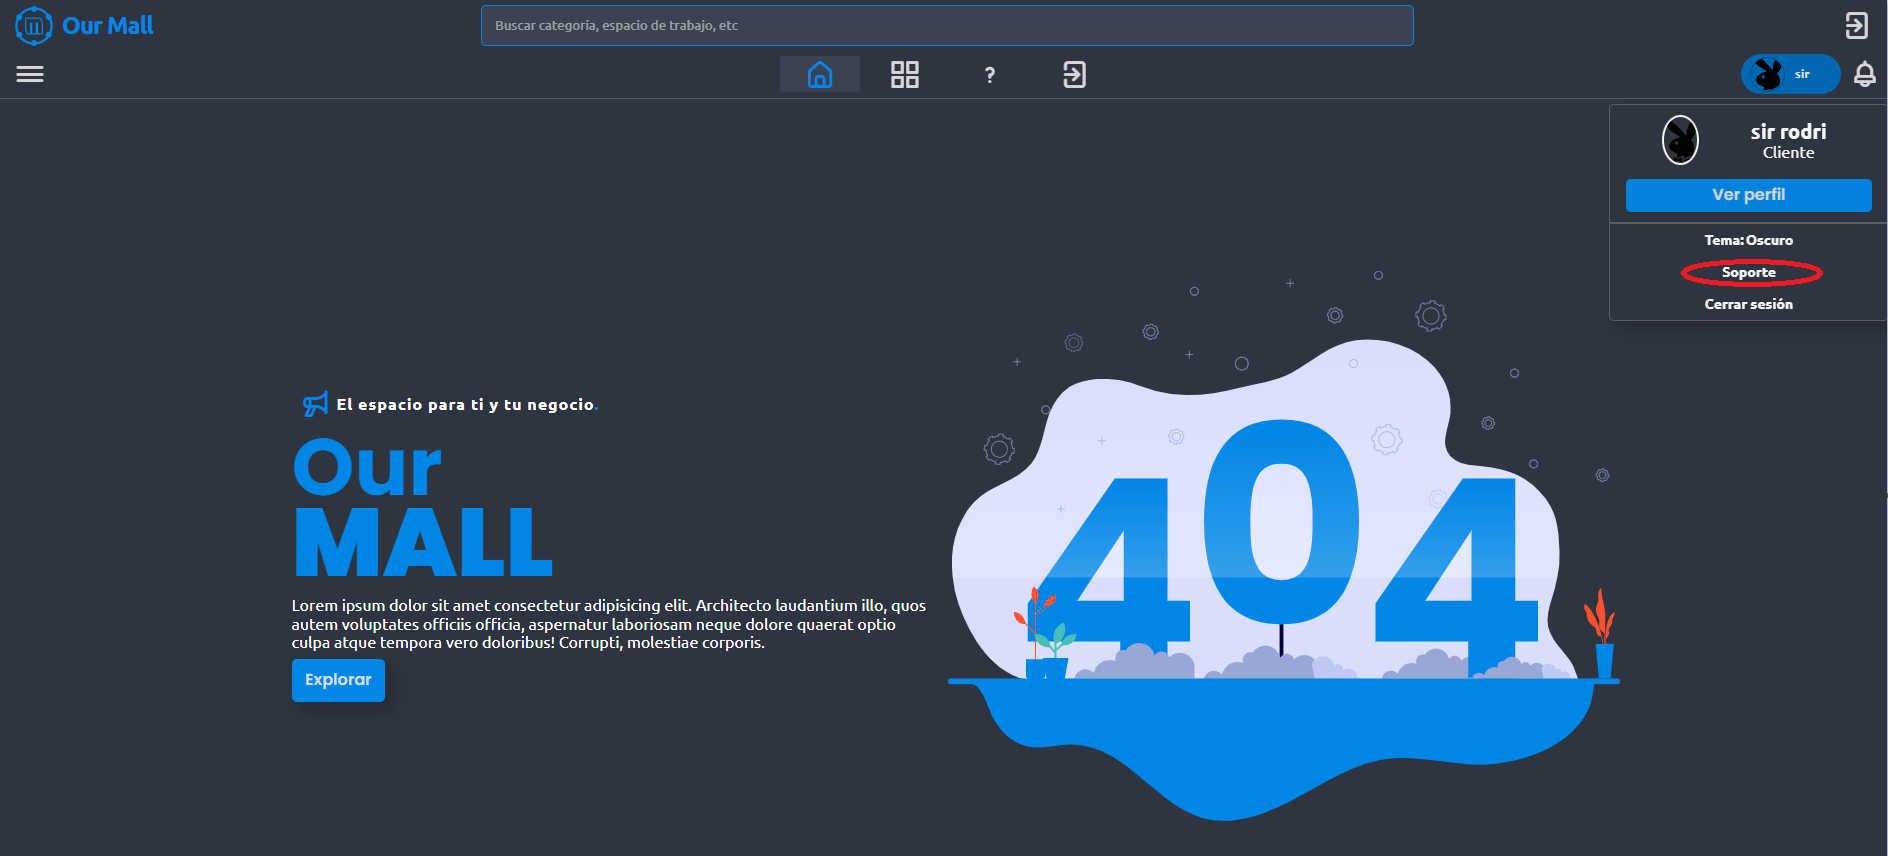 Our Mall
Buscar categoría, espacio de trabajo, etc
?
sir
sir rodri
Cliente
Ver perfil
Tema: Oscuro
Soporte
Cerrar sesión
El espacio para ti y tu negocio.
Our
MALL
Lorem ipsum dolor sit amet consectetur adipisicing elit. Architecto laudantium illo, quos
autem voluptates officiis officia, aspernatur laboriosam neque dolore quaerat optio
culpa atque tempora vero doloribus! Corrupti, molestiae corporis.
Explorar
404